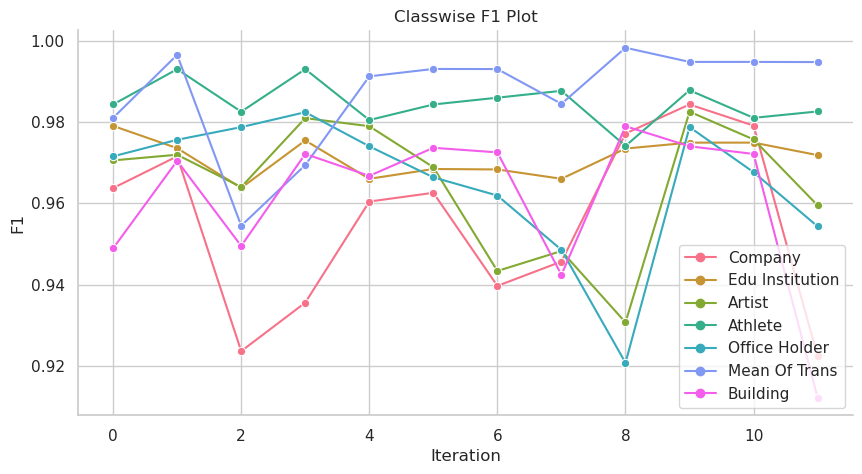 Classwise F1 Plot
1.00
0.98
0.96
0.94
0.92
F1
0
2
4
6
8
10
Iteration
Company
Edu Institution
Artist
Athlete
Office Holder
Mean Of Trans
Building